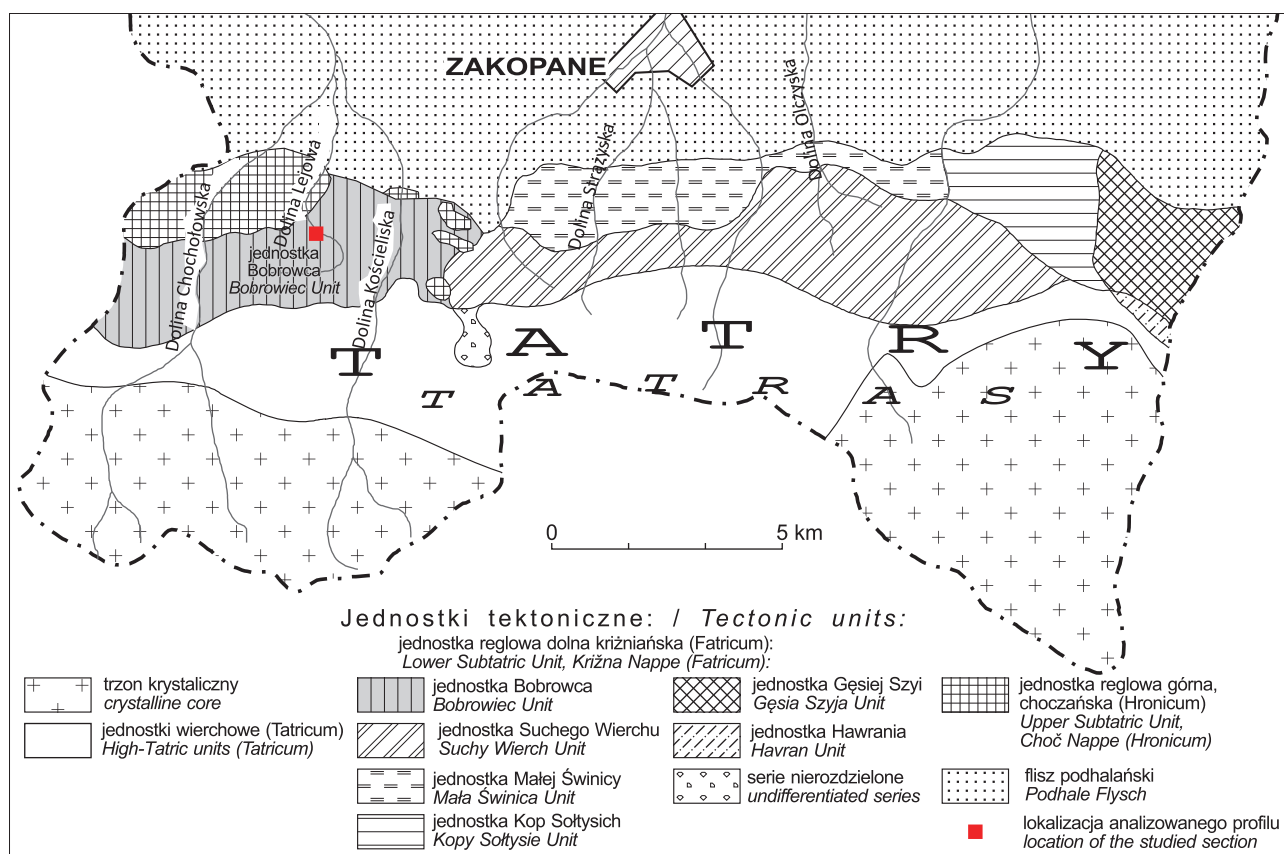 ZAKOPANE
Dolina Olczyska
Dolina Strążyska
Dolina Lejowa
Dolina Chochołowska
Dolina Kościeliska
jednostka
Bobrowca
Bobrowiec Unit
T A T R Y
T A T R A S
0 5 km
Jednostki tektoniczne: / Tectonic units:
jednostka reglowa dolna kriżniańska (Fatricum):
Lower Subtatric Unit, Križna Nappe (Fatricum):
trzon krystaliczny
crystalline core
jednostki wierchowe (Tatricum)
High-Tatric units (Tatricum)
jednostka Bobrowca
Bobrowiec Unit
jednostka Suchego Wierchu
Suchy Wierch Unit
jednostka Małej Świnicy
Mała Świnica Unit
jednostka Kop Sołtysich
Kopy Sołtysie Unit
jednostka Gęsiej Szyi
Gęsia Szyja Unit
jednostka Hawrania
Havran Unit
serie nierozdzielone
undifferentiated series
jednostka reglowa górna,
choczańska (Hronicum)
Upper Subtatric Unit,
Choč Nappe (Hronicum)
flisz podhalański
Podhale Flysch
lokalizacja analizowanego profilu
location of the studied section